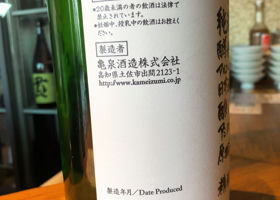 *20歳未満の者の飲酒は法律で
禁止されています。
*妊娠中、授乳中の飲酒はお控え
ください。
製造者
亀泉酒造株式会社
高知県土佐市出間2123-1
http://www.kameizumi.co.jp
製造年月/Date Produced